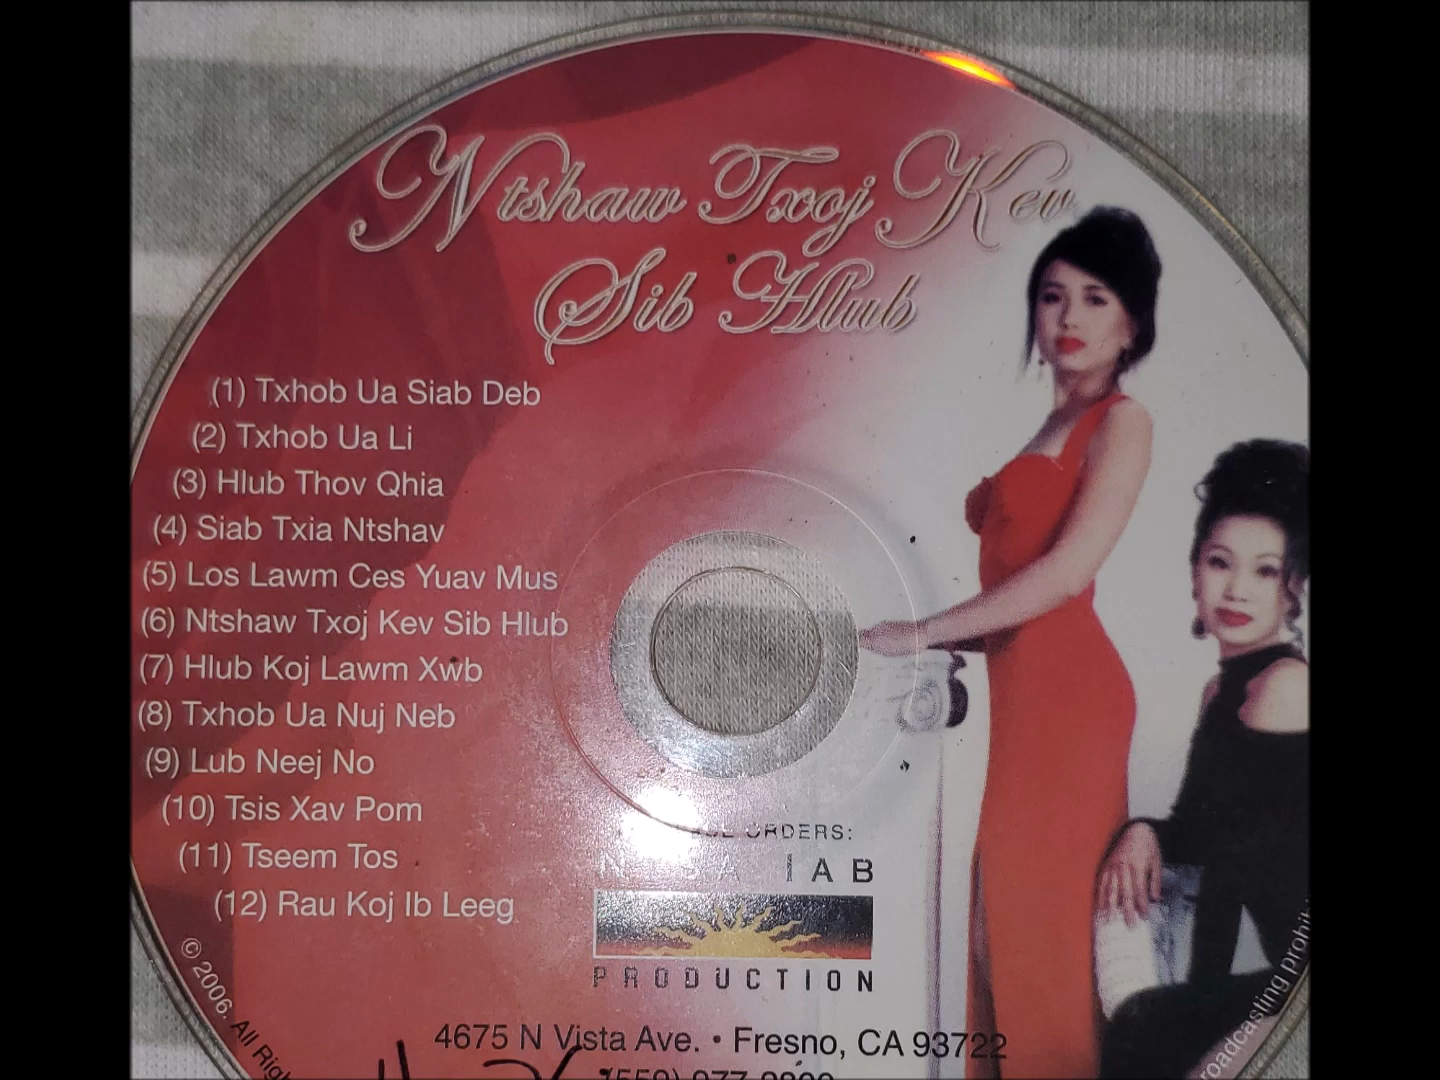 Ntshaw Txoj Kev
Sib Hlub
(1) Txhob Ua Siab Deb
(2) Txhob Ua Li
(3) Hlub Thov Qhia
(4) Siab Txia Ntshav
(5) Los Lawm Ces Yuav Mus
(6) Ntshaw Txoj Kev Sib Hlub
(7) Hlub Koj Lawm Xwb
(8) Txhob Ua Nuj Neb
(9) Lub Neej No
(10) Tsis Xav Pom
(11) Tseem Tos
(12) Rau Koj Ib Leeg
ORDERS:
IAB
PRODUCTION
4675 N Vista Ave. • Fresno, CA 93722
(559)
© 2006. All